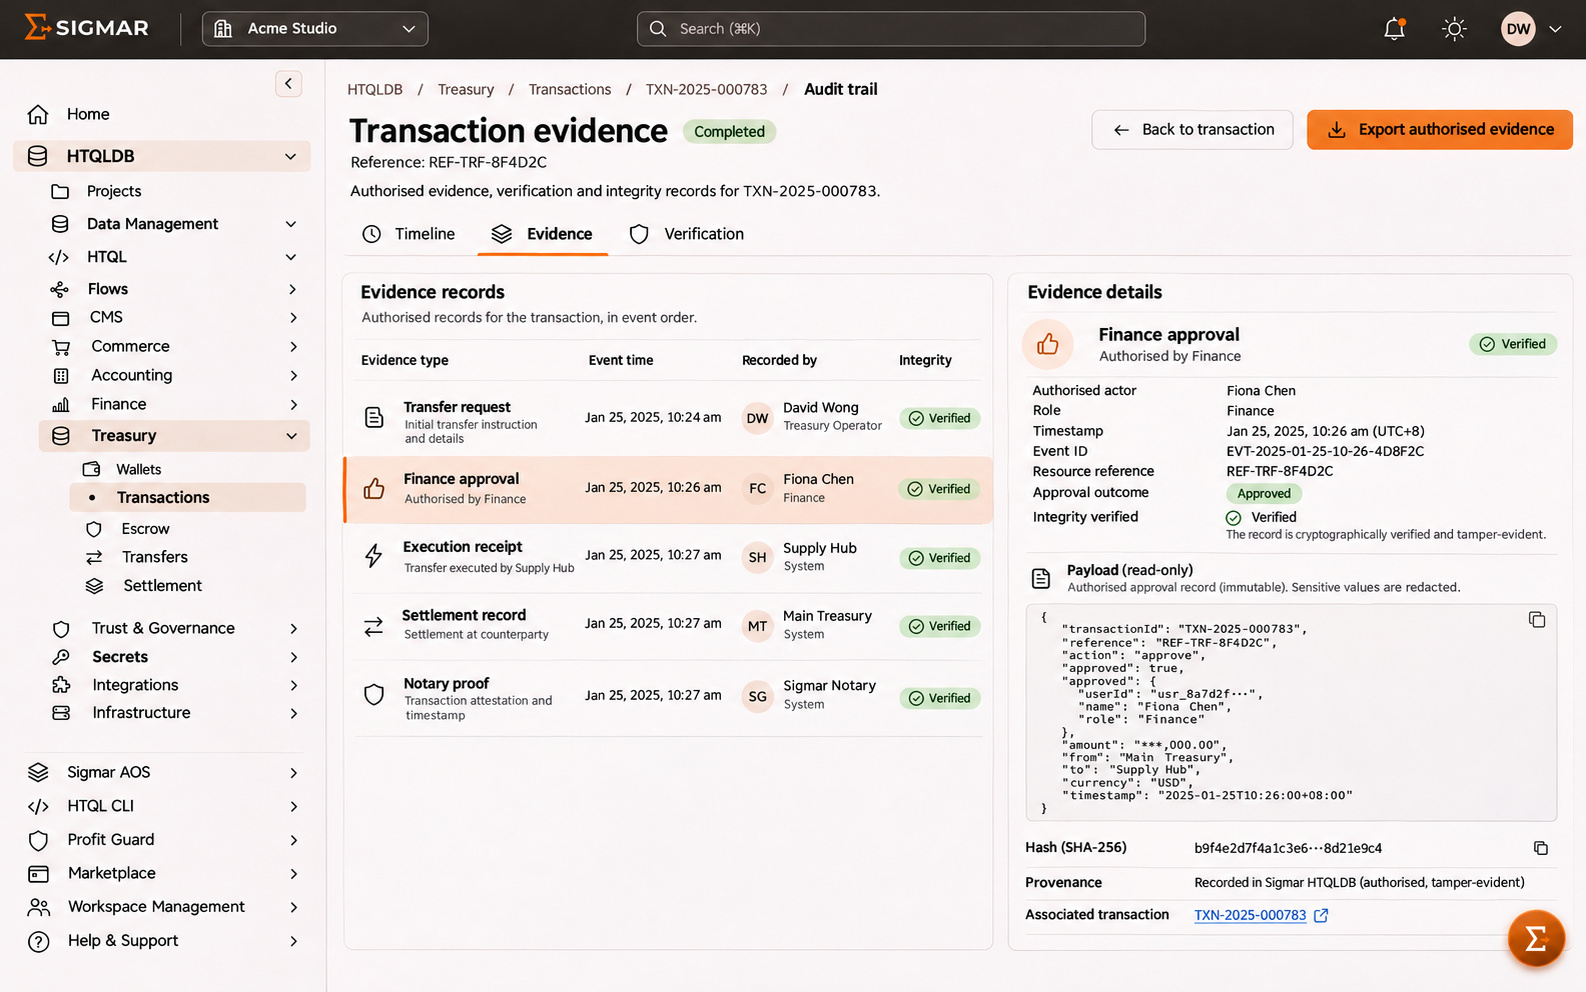 SIGMAR
Acme Studio
Search (⌘K)
DW
Home
HTQLDB
Projects
Data Management
HTQL
Flows
CMS
Commerce
Accounting
Finance
Treasury
Wallets
Transactions
Escrow
Transfers
Settlement
Trust & Governance
Secrets
Integrations
Infrastructure
Sigmar AOS
HTQL CLI
Profit Guard
Marketplace
Workspace Management
Help & Support
HTQLDB / Treasury / Transactions / TXN-2025-000783 / Audit trail
Transaction evidence Completed
Reference: REF-TRF-8F4D2C
Authorised evidence, verification and integrity records for TXN-2025-000783.
Back to transaction
Export authorised evidence
Timeline Evidence Verification
Evidence records
Authorised records for the transaction, in event order.
Evidence type Event time Recorded by Integrity
Transfer request
Initial transfer instruction
and details
Jan 25, 2025, 10:24 am
DW
David Wong
Treasury Operator
Verified
Finance approval
Authorised by Finance
Jan 25, 2025, 10:26 am
FC
Fiona Chen
Finance
Verified
Execution receipt
Transfer executed by Supply Hub
Jan 25, 2025, 10:27 am
SH
Supply Hub
System
Verified
Settlement record
Settlement at counterparty
Jan 25, 2025, 10:27 am
MT
Main Treasury
System
Verified
Notary proof
Transaction attestation and
timestamp
Jan 25, 2025, 10:27 am
SG
Sigmar Notary
System
Verified
Evidence details
Finance approval
Authorised by Finance
Verified
Authorised actor Fiona Chen
Role Finance
Timestamp Jan 25, 2025, 10:26 am (UTC+8)
Event ID EVT-2025-01-25-10-26-4D8F2C
Resource reference REF-TRF-8F4D2C
Approval outcome Approved
Integrity verified Verified
The record is cryptographically verified and tamper-evident.
Payload (read-only)
Authorised approval record (immutable). Sensitive values are redacted.
{
"transactionId": "TXN-2025-000783",
"reference": "REF-TRF-8F4D2C",
"action": "approve",
"approved": true,
"approved": {
"userId": "usr_8a7d2f···",
"name": "Fiona Chen",
"role": "Finance"
},
"amount": "***,000.00",
"from": "Main Treasury",
"to": "Supply Hub",
"currency": "USD",
"timestamp": "2025-01-25T10:26:00+08:00"
}
Hash (SHA-256) b9f4e2d7f4a1c3e6···8d21e9c4
Provenance Recorded in Sigmar HTQLDB (authorised, tamper-evident)
Associated transaction TXN-2025-000783